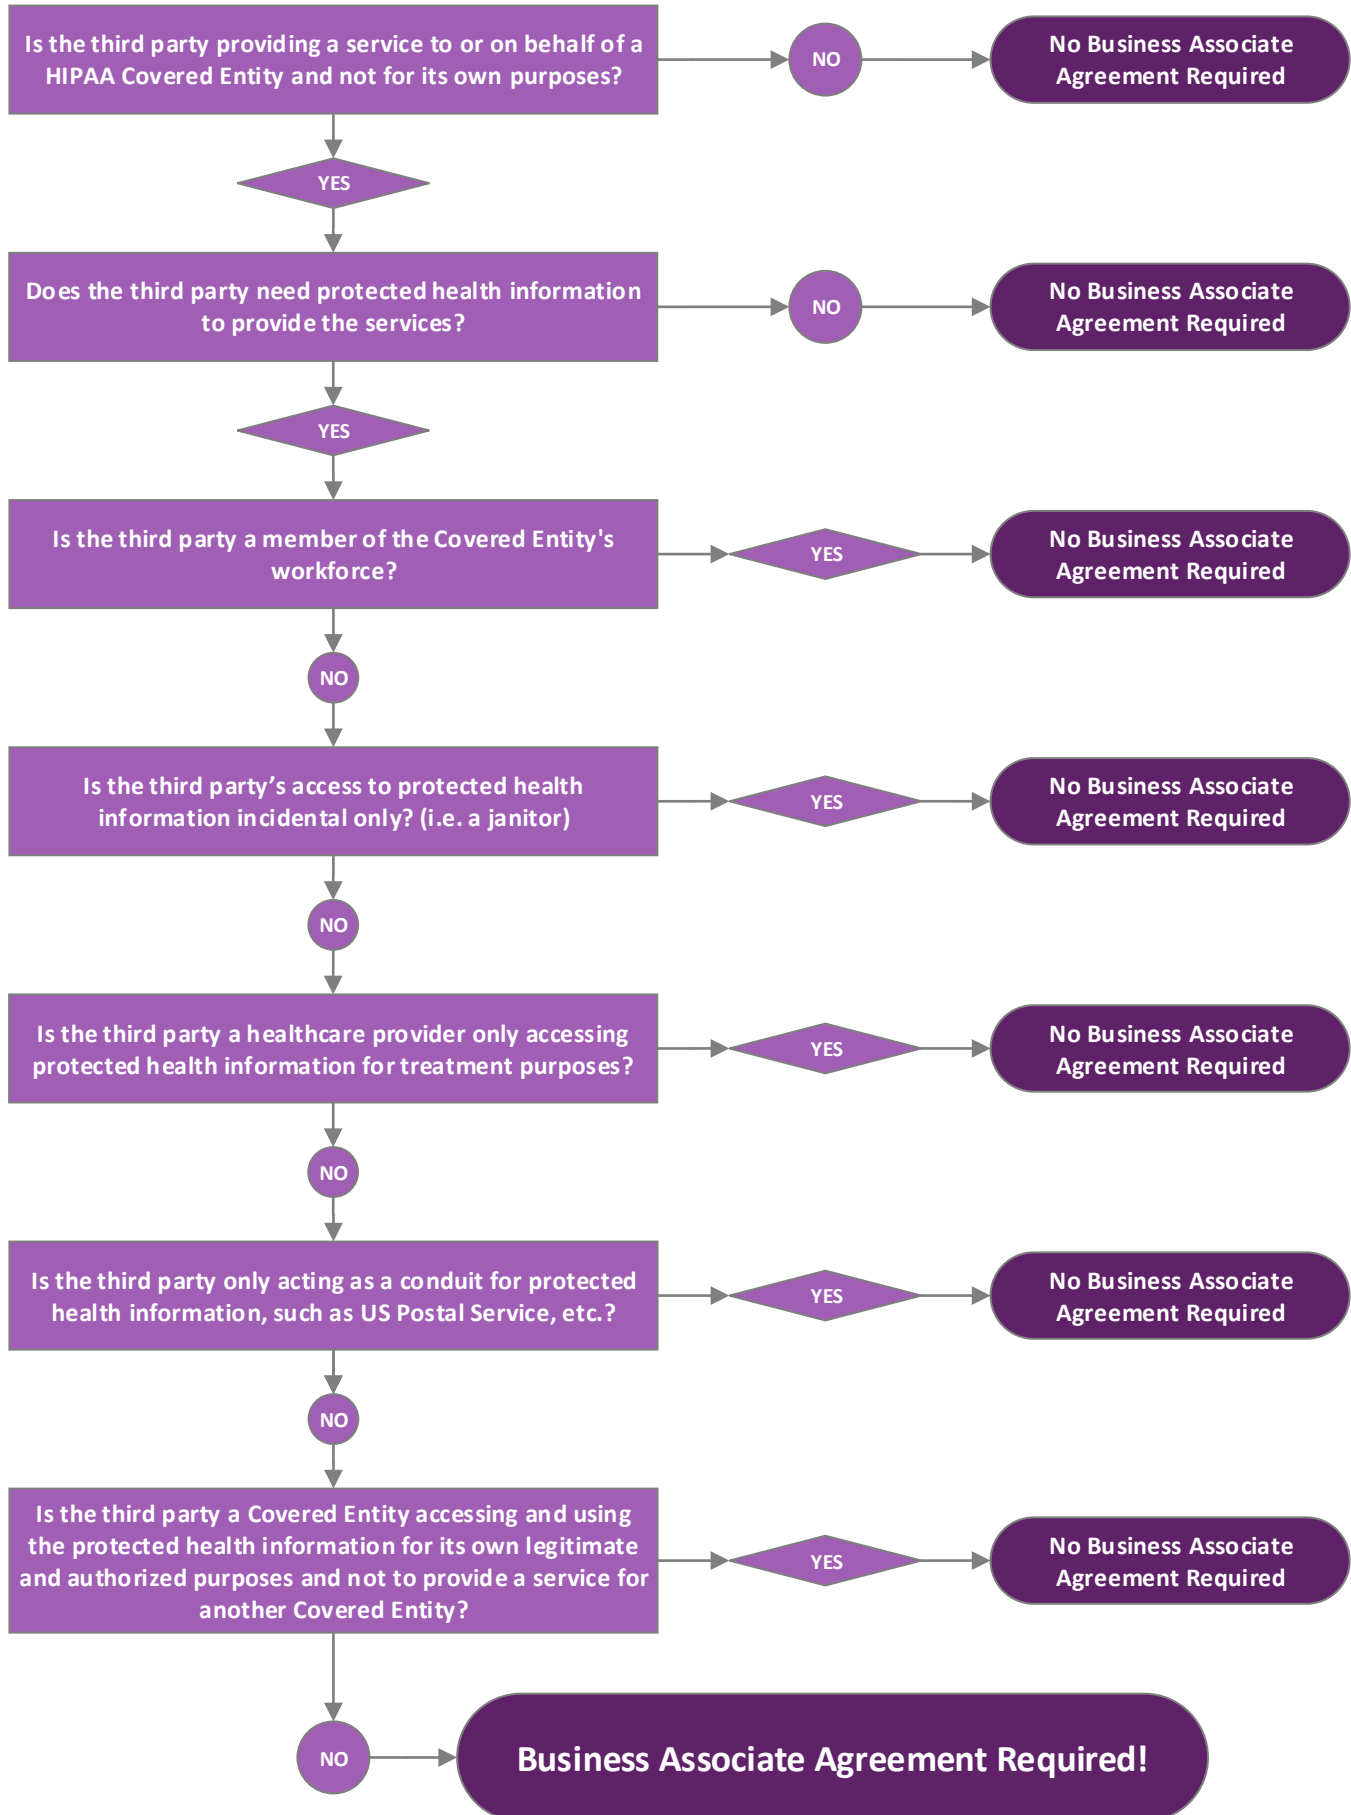 Is the third party providing a service to or on behalf of a
HIPAA Covered Entity and not for its own purposes?
NO
No Business Associate
Agreement Required
YES
Does the third party need protected health information
to provide the services?
NO
No Business Associate
Agreement Required
YES
Is the third party a member of the Covered Entity's
workforce?
YES
No Business Associate
Agreement Required
NO
Is the third party’s access to protected health
information incidental only? (i.e. a janitor)
YES
No Business Associate
Agreement Required
NO
Is the third party a healthcare provider only accessing
protected health information for treatment purposes?
YES
No Business Associate
Agreement Required
NO
Is the third party only acting as a conduit for protected
health information, such as US Postal Service, etc.?
YES
No Business Associate
Agreement Required
NO
Is the third party a Covered Entity accessing and using
the protected health information for its own legitimate
and authorized purposes and not to provide a service for
another Covered Entity?
YES
No Business Associate
Agreement Required
NO
Business Associate Agreement Required!